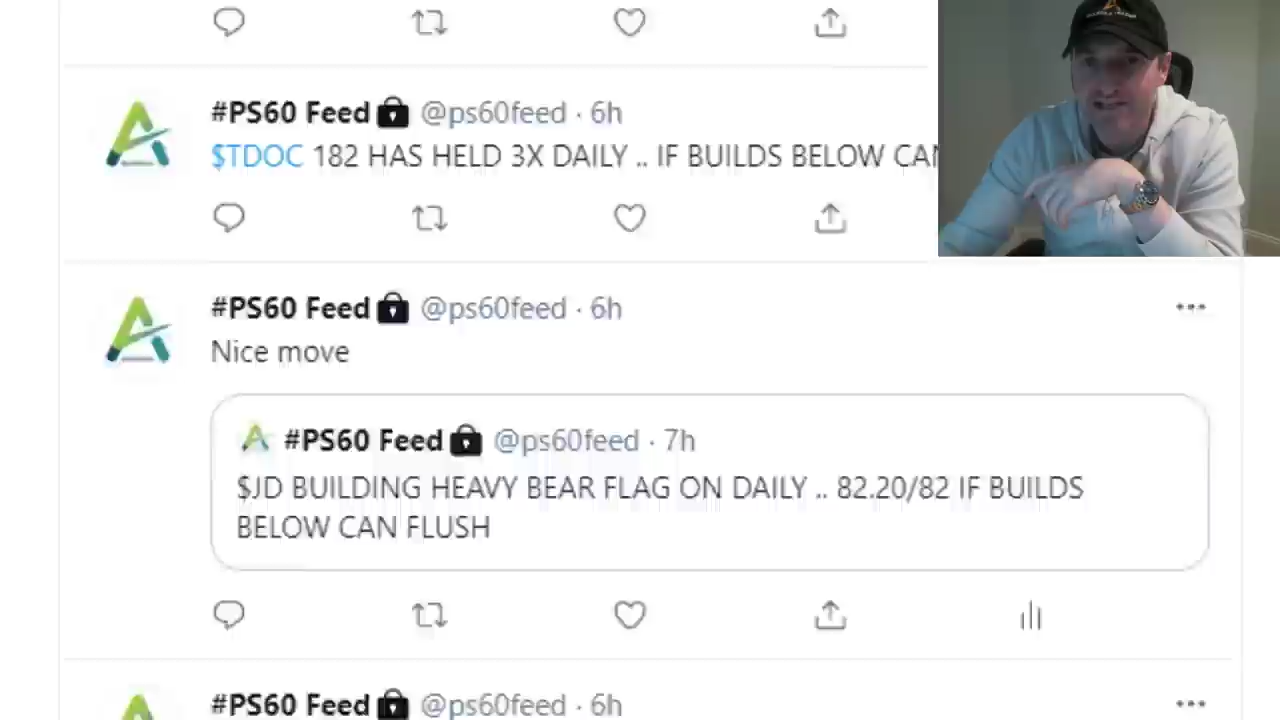 #PS60 Feed @ps60feed · 6h
$TDOC 182 HAS HELD 3X DAILY .. IF BUILDS BELOW
#PS60 Feed @ps60feed · 6h
Nice move
#PS60 Feed @ps60feed · 7h
$JD BUILDING HEAVY BEAR FLAG ON DAILY .. 82.20/82 IF BUILDS
BELOW CAN FLUSH
#PS60 Feed @ps60feed · 6h